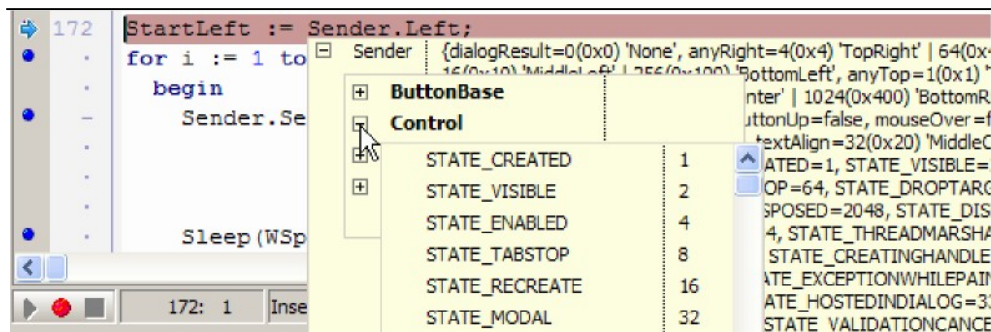 172 StartLeft := Sender.Left;
for i := 1 to
begin
Sender.Se
Sleep(WSp
Sender {dialogResult=0(0x0) 'None', anyRight=4(0x4) 'TopRight' | 64(0x4
16(0x10) 'MiddleLeft' | 256(0x100) 'BottomLeft', anyTop=1(0x1) '
nter' | 1024(0x400) 'BottomR
uttonUp=false, mouseOver=f
textAlign=32(0x20) 'MiddleC
ATED=1, STATE_VISIBLE=
OP=64, STATE_DROPTARG
SPOSED=2048, STATE_DIS
4, STATE_THREADMARSHA
STATE_CREATINGHANDLE
ATE_EXCEPTIONWHILEPAIN
ATE_HOSTEDINDIALOG=3
STATE_VALIDATIONCANCE
ButtonBase
Control
STATE_CREATED 1
STATE_VISIBLE 2
STATE_ENABLED 4
STATE_TABSTOP 8
STATE_RECREATE 16
STATE_MODAL 32
172: 1 Inse